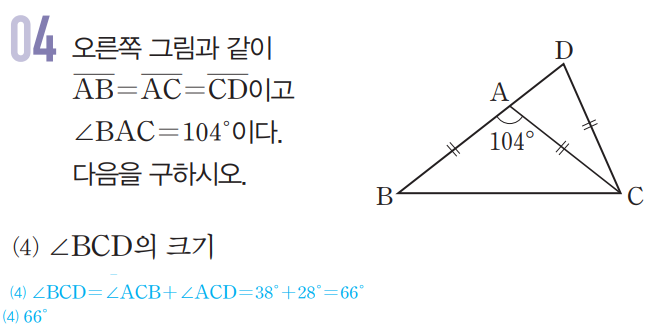 04 오른쪽 그림과 같이
AB=AC=CD이고
∠BAC=104°이다.
다음을 구하시오.
D
A
104°
B
C
(4) ∠BCD의 크기
(4) ∠BCD=∠ACB+∠ACD=38°+28°=66°
(4) 66°